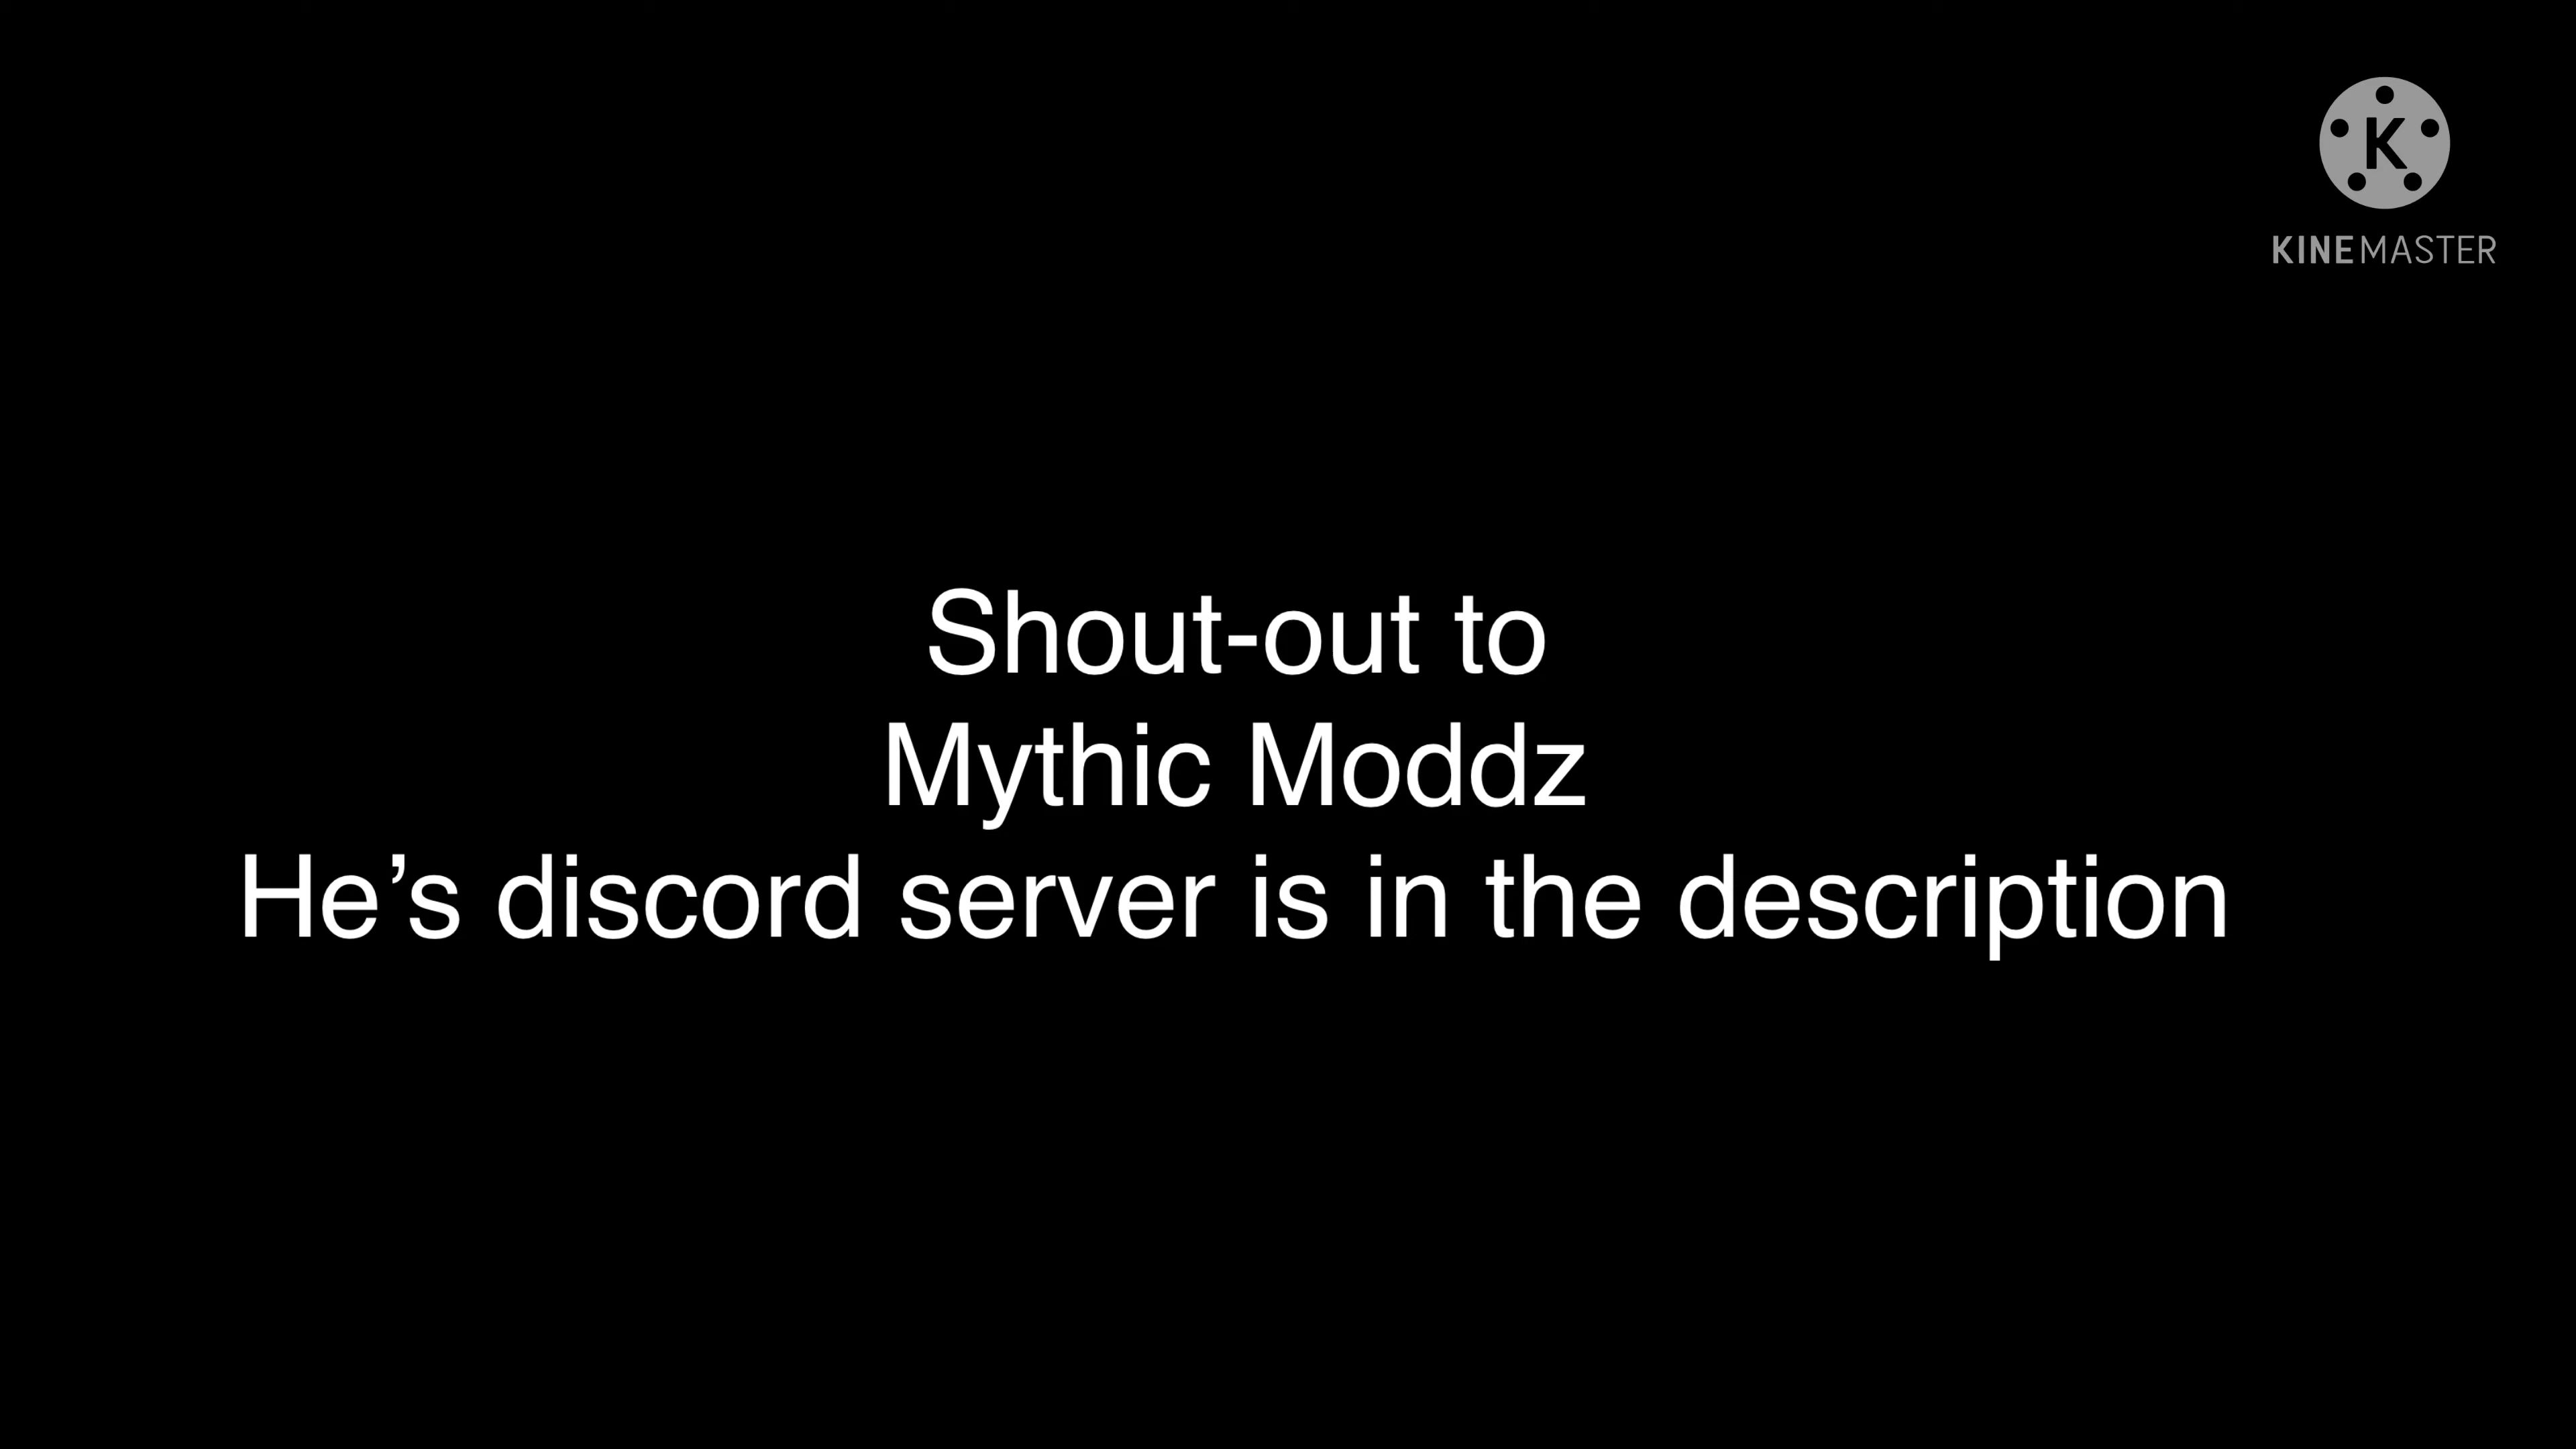 K
KINEMASTER
Shout-out to
Mythic Moddz
He’s discord server is in the description